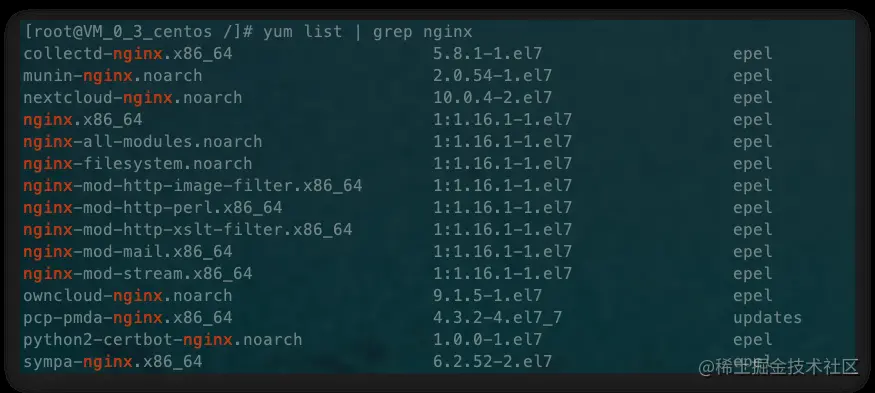 [root@VM_0_3_centos /]# yum list | grep nginx
collectd-nginx.x86_64 5.8.1-1.el7 epel
munin-nginx.noarch 2.0.54-1.el7 epel
nextcloud-nginx.noarch 10.0.4-2.el7 epel
nginx.x86_64 1:1.16.1-1.el7 epel
nginx-all-modules.noarch 1:1.16.1-1.el7 epel
nginx-filesystem.noarch 1:1.16.1-1.el7 epel
nginx-mod-http-image-filter.x86_64 1:1.16.1-1.el7 epel
nginx-mod-http-perl.x86_64 1:1.16.1-1.el7 epel
nginx-mod-http-xslt-filter.x86_64 1:1.16.1-1.el7 epel
nginx-mod-mail.x86_64 1:1.16.1-1.el7 epel
nginx-mod-stream.x86_64 1:1.16.1-1.el7 epel
owncloud-nginx.noarch 9.1.5-1.el7 epel
pcp-pmda-nginx.x86_64 4.3.2-4.el7_7 updates
python2-certbot-nginx.noarch 1.0.0-1.el7 epel
sympa-nginx.x86_64 6.2.52-2.el7 epel
@稀土掘金技术社区